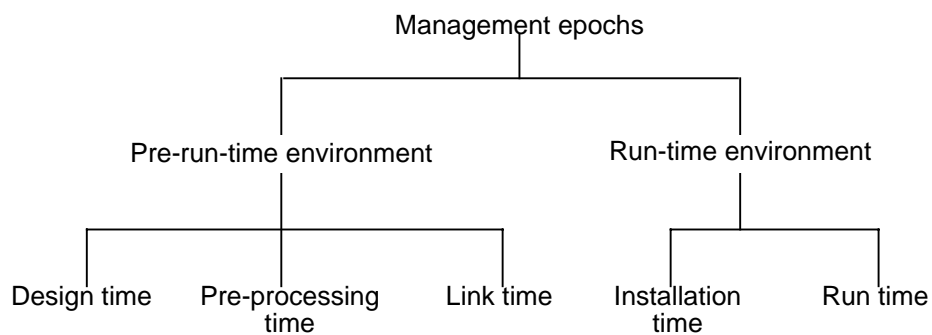 Management epochs
Pre-run-time environment
Run-time environment
Design time
Pre-processing
time
Link time
Installation
time
Run time